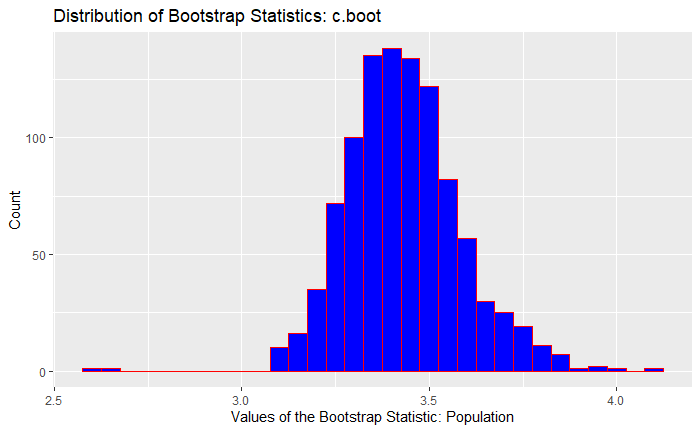 Distribution of Bootstrap Statistics: c.boot
100
50
0
Count
2.5 3.0 3.5 4.0
Values of the Bootstrap Statistic: Population